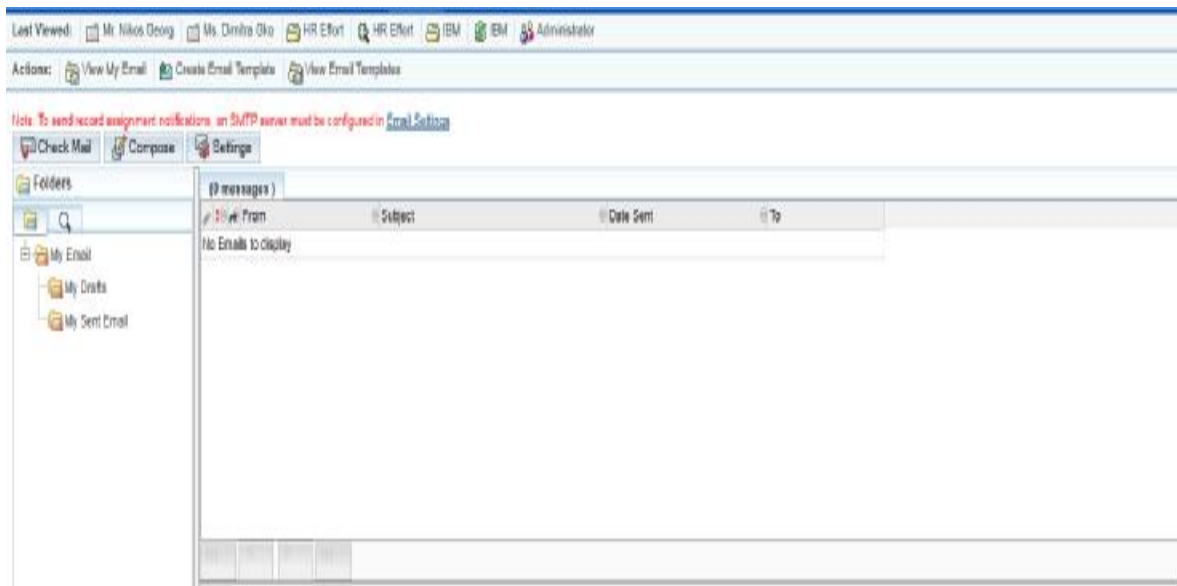 Last Viewed: Mr. Nikos Georg Ms. Dimitra Oko HR Effort HR Effort IBM IBM Administrator
Actions: View My Email Create Email Template View Email Templates
Note: To send record assignment notifications, an SMTP server must be configured in Email Settings
Check Mail Compose Settings
Folders
(0 messages )
From Subject Date Sent To
No Emails to display
My Email
My Drafts
My Sent Email